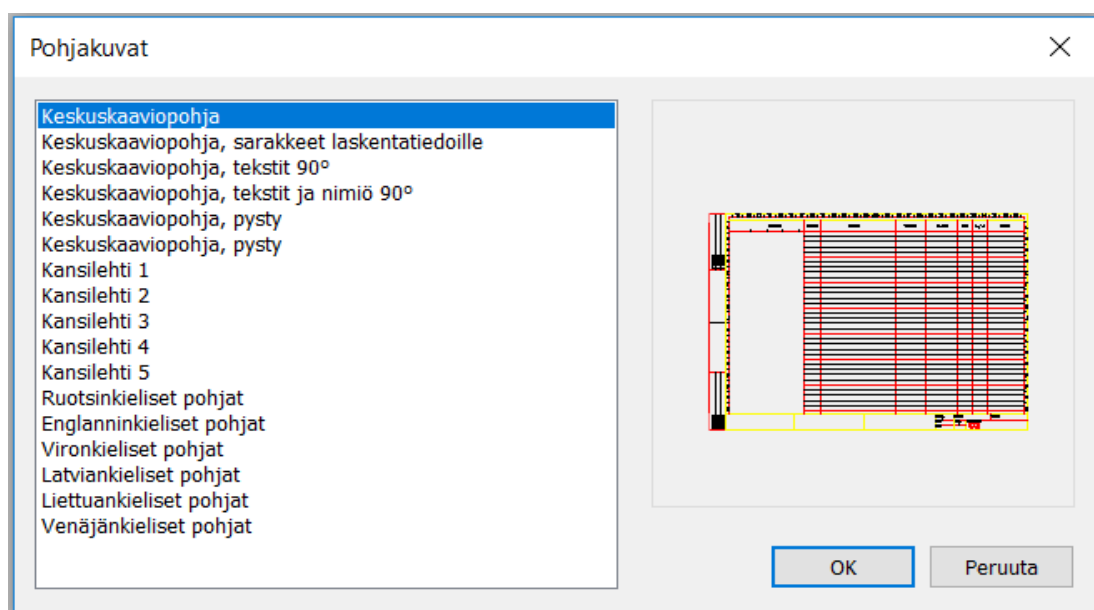 Pohjakuvat
Keskuskaaviopohja
Keskuskaaviopohja, sarakkeet laskentatiedoille
Keskuskaaviopohja, tekstit 90º
Keskuskaaviopohja, tekstit ja nimiö 90º
Keskuskaaviopohja, pysty
Keskuskaaviopohja, pysty
Kansilehti 1
Kansilehti 2
Kansilehti 3
Kansilehti 4
Kansilehti 5
Ruotsinkieliset pohjat
Englanninkieliset pohjat
Vironkieliset pohjat
Latviankieliset pohjat
Liettuankieliset pohjat
Venäjänkieliset pohjat
OK
Peruuta